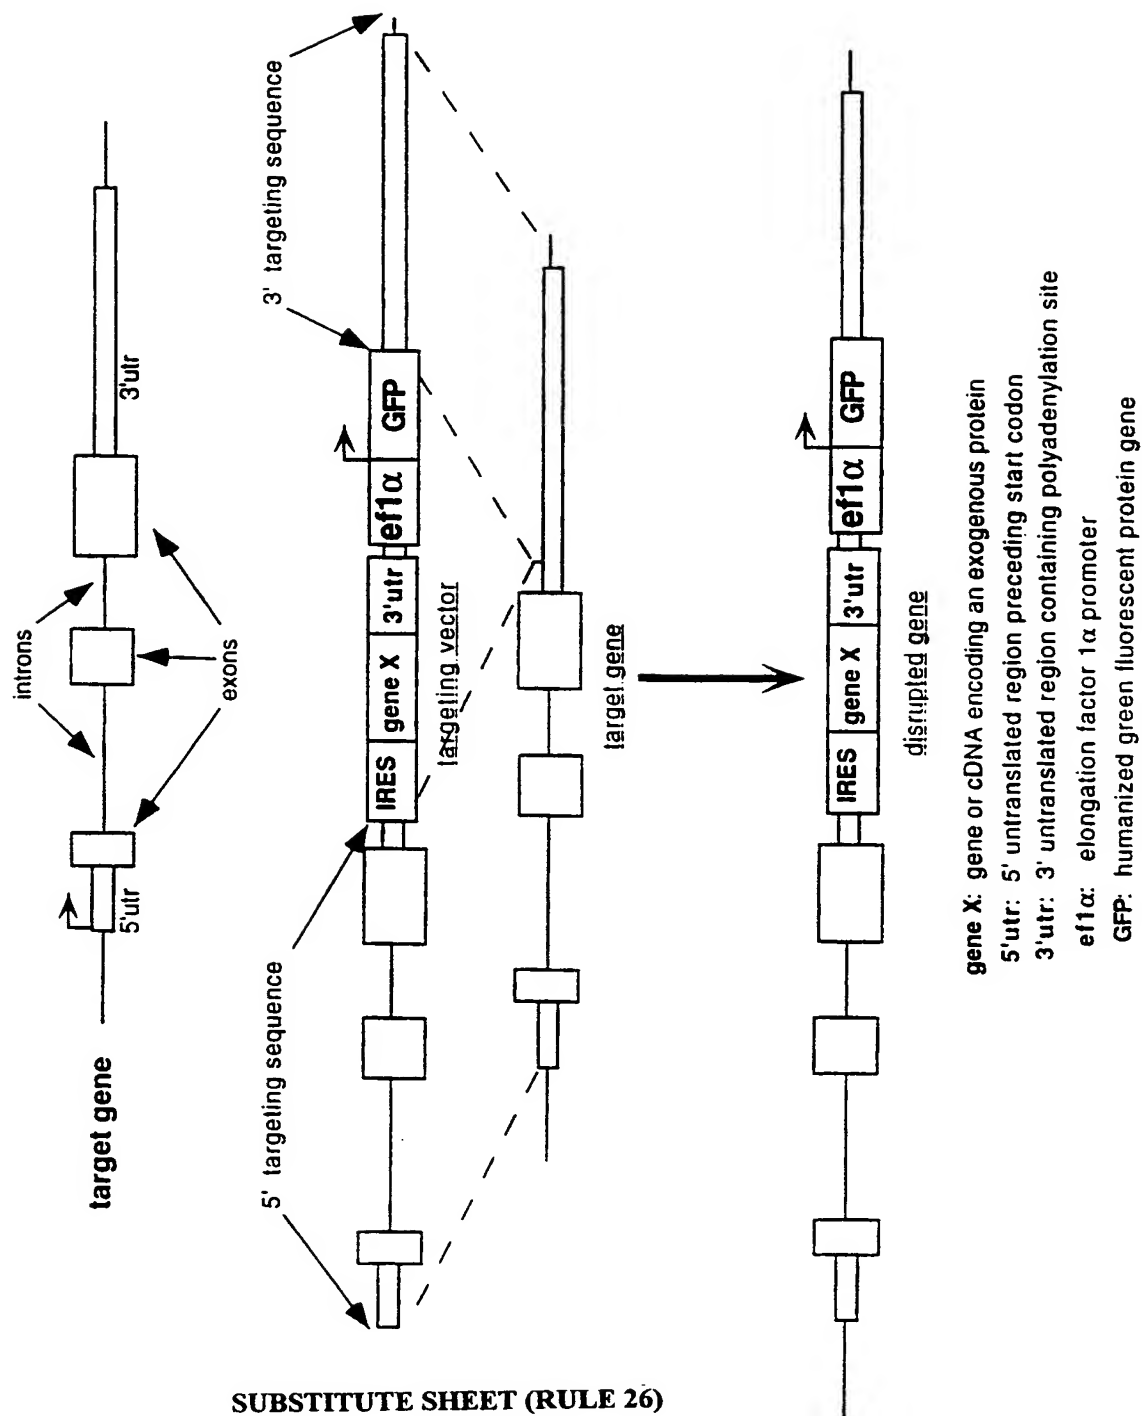 target gene
introns
5'utr
3'utr
exons
5' targeting sequence
3' targeting sequence
IRES gene X 3'utr ef1α GFP
targeting vector
target gene
IRES gene X 3'utr ef1α GFP
disrupted gene
gene X: gene or cDNA encoding an exogenous protein
5'utr: 5' untranslated region preceding start codon
3'utr: 3' untranslated region containing polyadenylation site
ef1α: elongation factor 1α promoter
GFP: humanized green fluorescent protein gene
SUBSTITUTE SHEET (RULE 26)